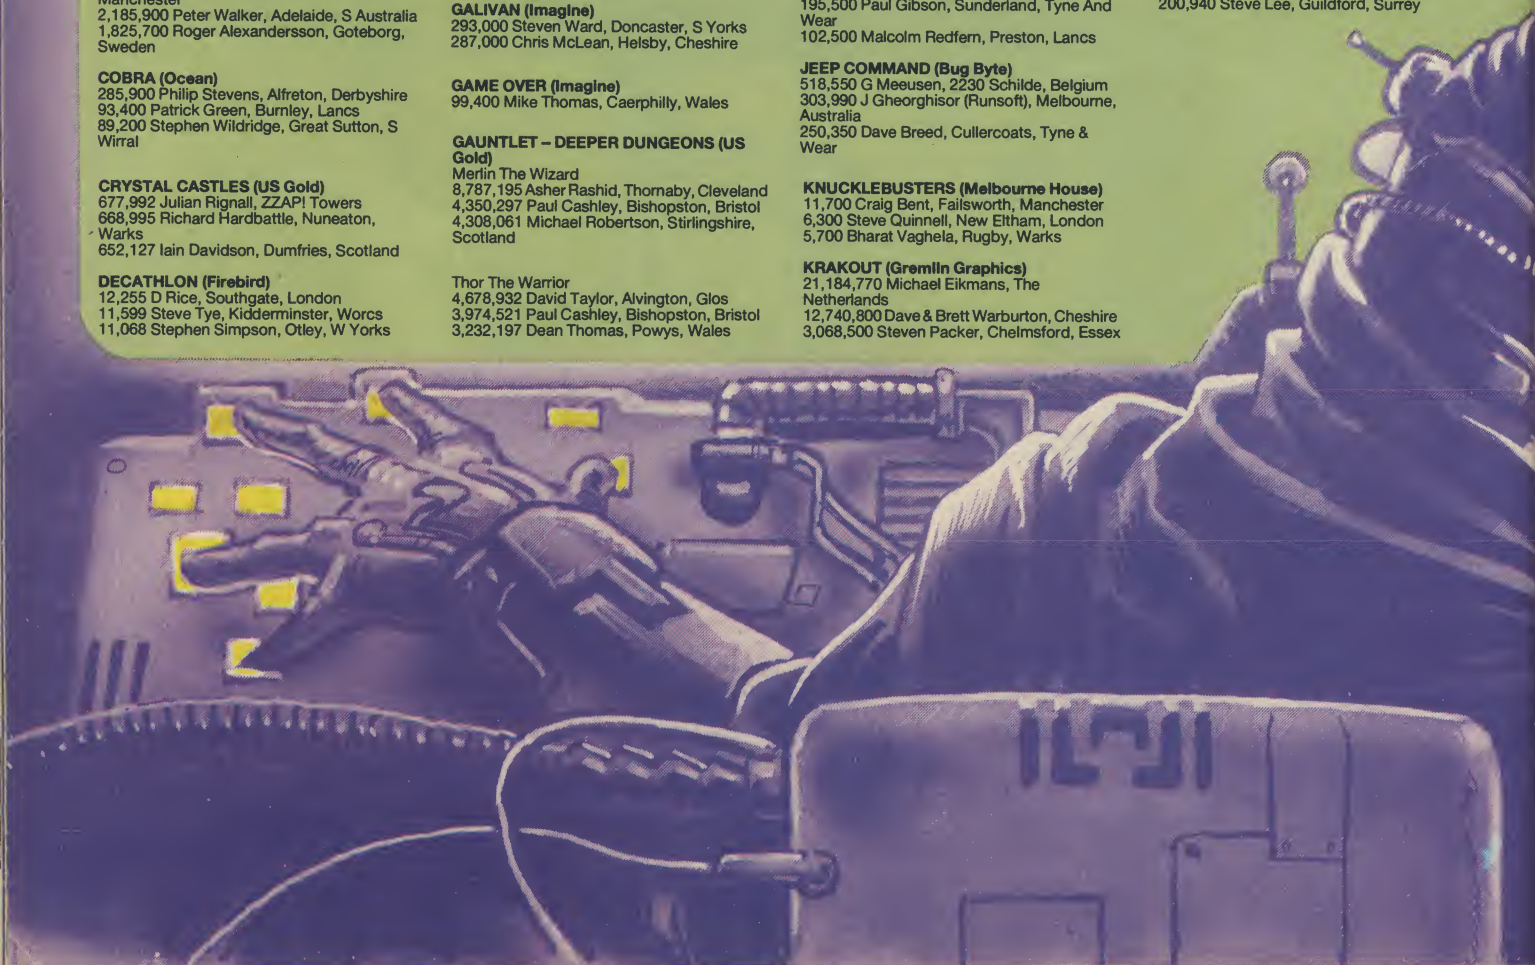 Manchester
2,185,900 Peter Walker, Adelaide, S Australia
1,825,700 Roger Alexandersson, Goteborg,
Sweden
COBRA (Ocean)
285,900 Philip Stevens, Alfreton, Derbyshire
93,400 Patrick Green, Burnley, Lancs
89,200 Stephen Wildridge, Great Sutton, S
Wirral
CRYSTAL CASTLES (US Gold)
677,992 Julian Rignall, ZZAP! Towers
668,995 Richard Hardbattle, Nuneaton,
Warks
652,127 Iain Davidson, Dumfries, Scotland
DECATHLON (Firebird)
12,255 D Rice, Southgate, London
11,599 Steve Tye, Kidderminster, Worcs
11,068 Stephen Simpson, Otley, W Yorks
GALIVAN (Imagine)
293,000 Steven Ward, Doncaster, S Yorks
287,000 Chris McLean, Helsby, Cheshire
GAME OVER (Imagine)
99,400 Mike Thomas, Caerphilly, Wales
GAUNTLET – DEEPER DUNGEONS (US
Gold)
Merlin The Wizard
8,787,195 Asher Rashid, Thornaby, Cleveland
4,350,297 Paul Cashley, Bishopston, Bristol
4,308,061 Michael Robertson, Stirlingshire,
Scotland
Thor The Warrior
4,678,932 David Taylor, Alvington, Glos
3,974,521 Paul Cashley, Bishopston, Bristol
3,232,197 Dean Thomas, Powys, Wales
195,500 Paul Gibson, Sunderland, Tyne And
Wear
102,500 Malcolm Redfern, Preston, Lancs
JEEP COMMAND (Bug Byte)
518,550 G Meeusen, 2230 Schilde, Belgium
303,990 J Gheorghisor (Runsoft), Melbourne,
Australia
250,350 Dave Breed, Cullercoats, Tyne &
Wear
KNUCKLEBUSTERS (Melbourne House)
11,700 Craig Bent, Failsworth, Manchester
6,300 Steve Quinnell, New Eltham, London
5,700 Bharat Vaghela, Rugby, Warks
KRAKOUT (Gremlin Graphics)
21,184,770 Michael Eikmans, The
Netherlands
12,740,800 Dave & Brett Warburton, Cheshire
3,068,500 Steven Packer, Chelmsford, Essex
200,940 Steve Lee, Guildford, Surrey